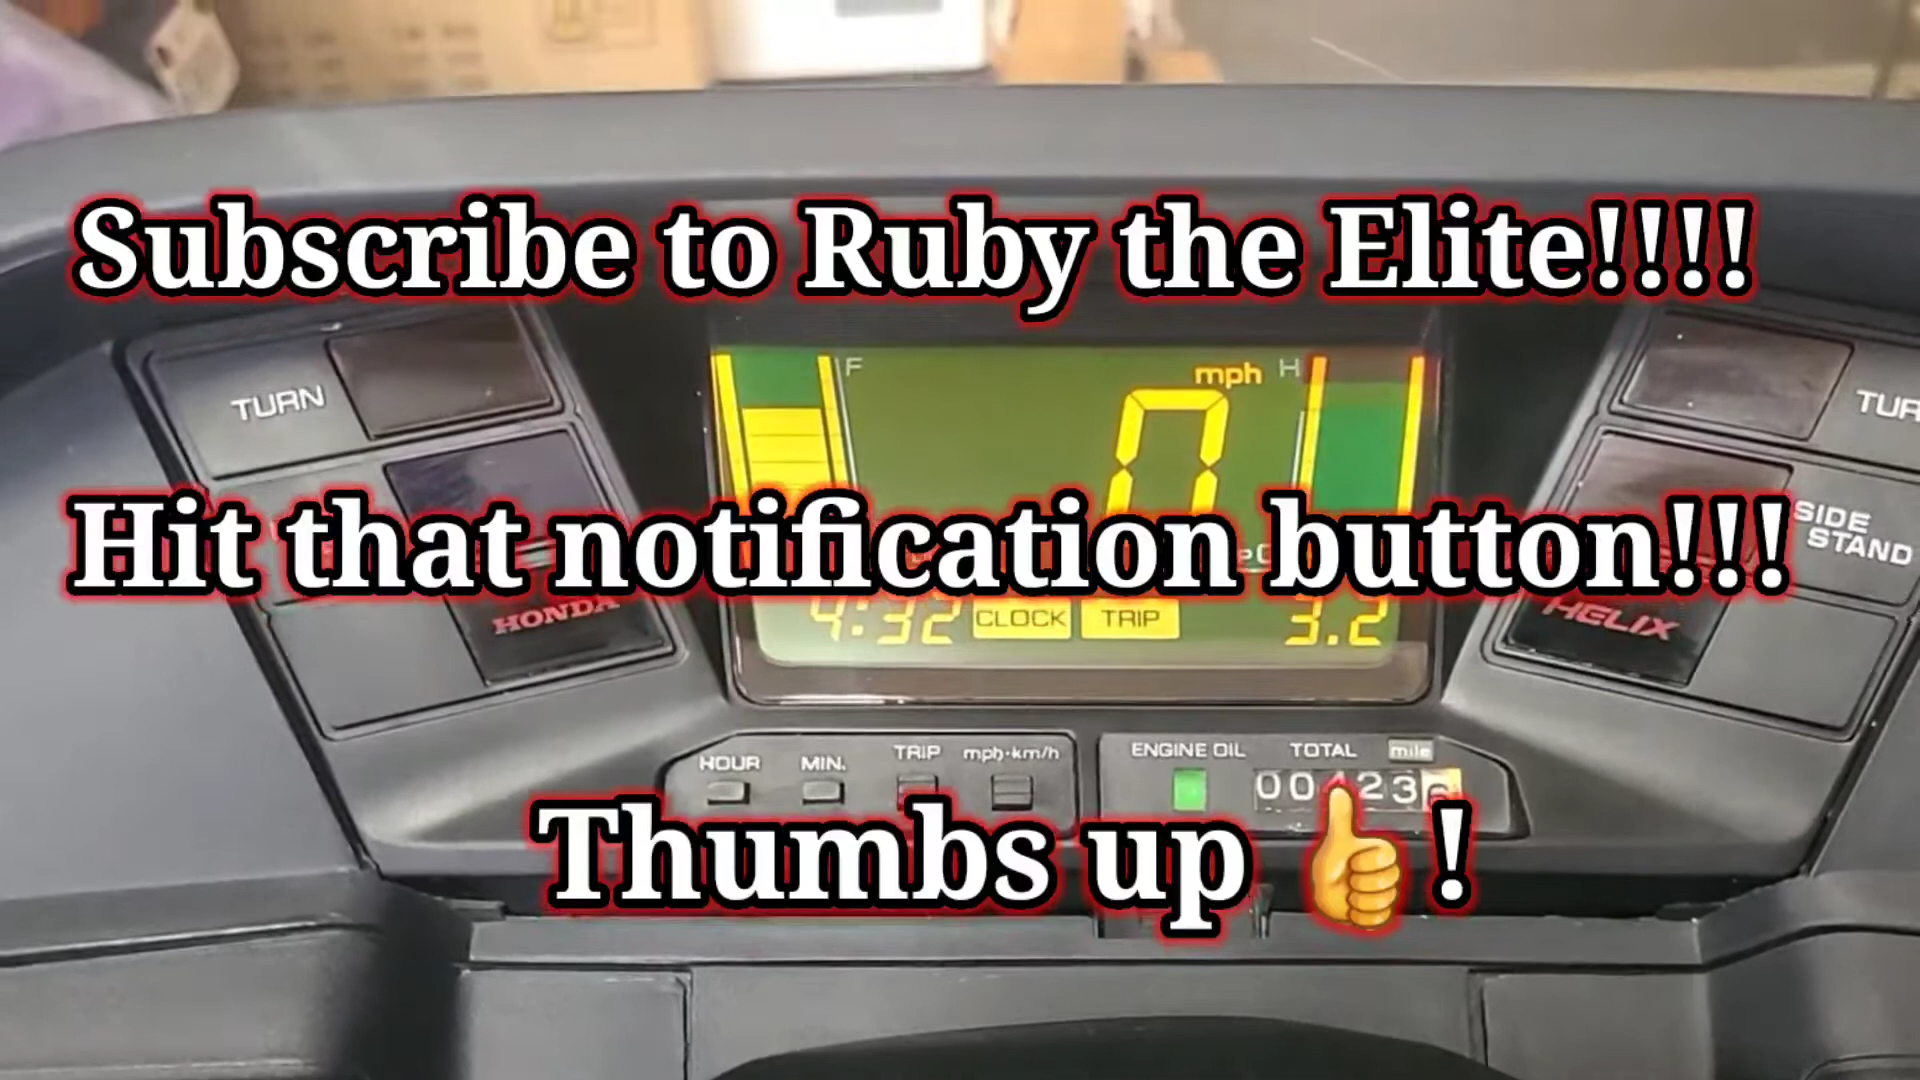 Subscribe to Ruby the Elite!!!!
F
mph H
TURN
TUR
Hit that notification button!!!
SIDE
STAND
HONDA
4:32 CLOCK TRIP 3.2
HELIX
HOUR MIN. TRIP mph·km/h
ENGINE OIL TOTAL mile
Thumbs up 👍!